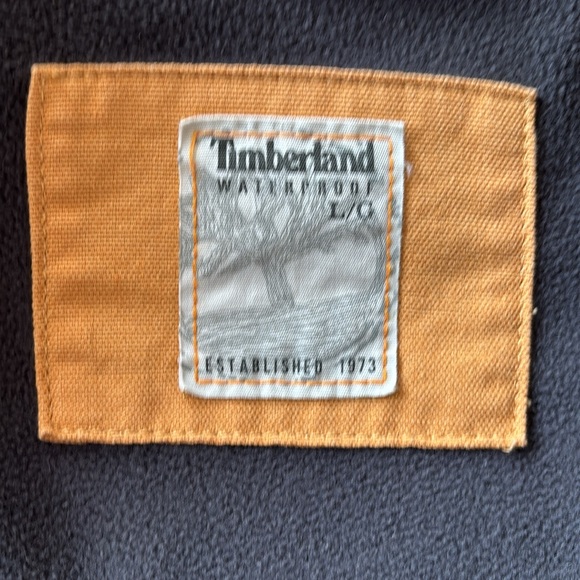 Timberland
WATERPROOF
L/G
ESTABLISHED 1973